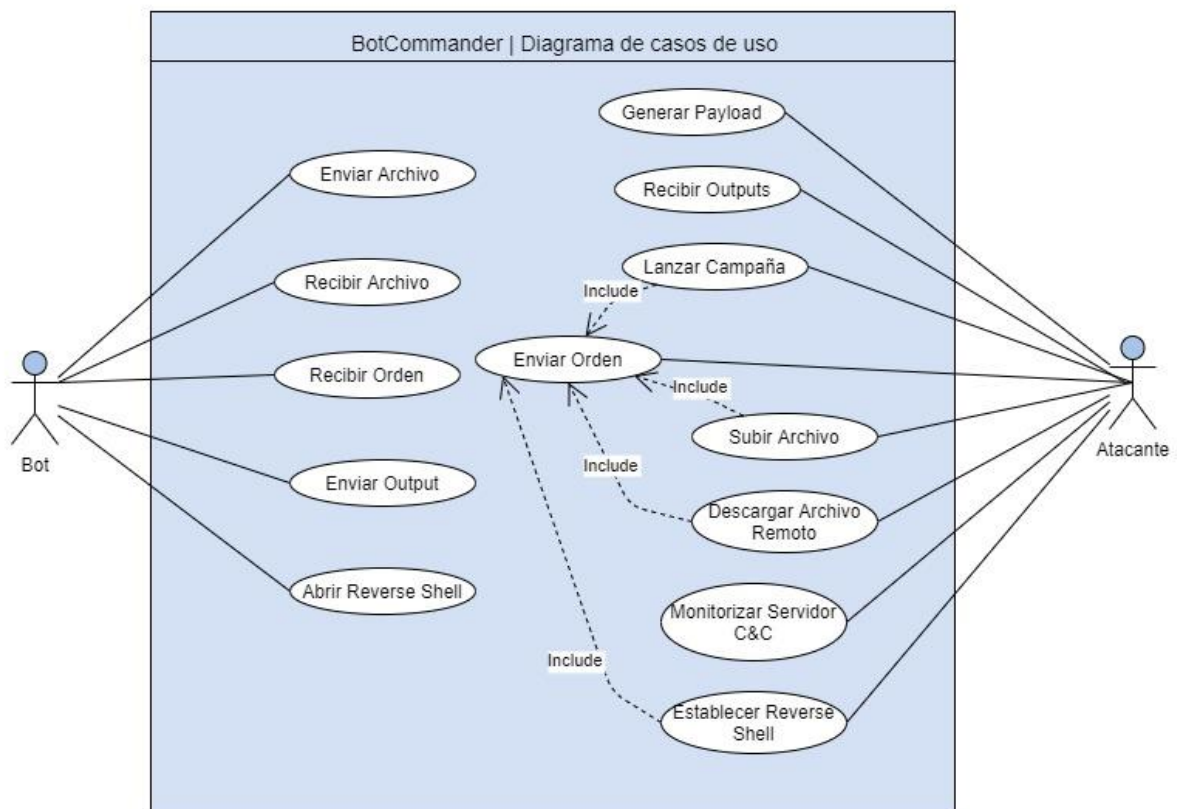 BotCommander | Diagrama de casos de uso
Generar Payload
Enviar Archivo
Recibir Outputs
Lanzar Campaña
Recibir Archivo
Include
Enviar Orden
Recibir Orden
Include
Subir Archivo
Bot
Atacante
Include
Enviar Output
Descargar Archivo
Remoto
Abrir Reverse Shell
Monitorizar Servidor
C&C
Include
Establecer Reverse
Shell